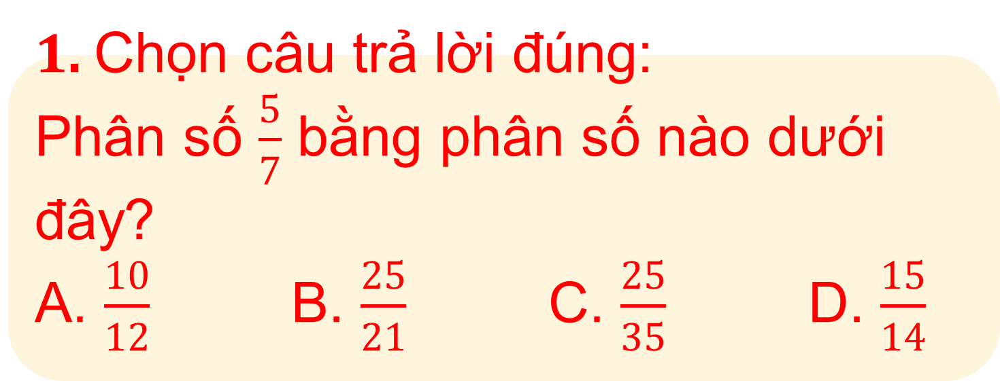 1. Chọn câu trả lời đúng:
Phân số 5/7 bằng phân số nào dưới
đây?
A. 10/12 B. 25/21 C. 25/35 D. 15/14